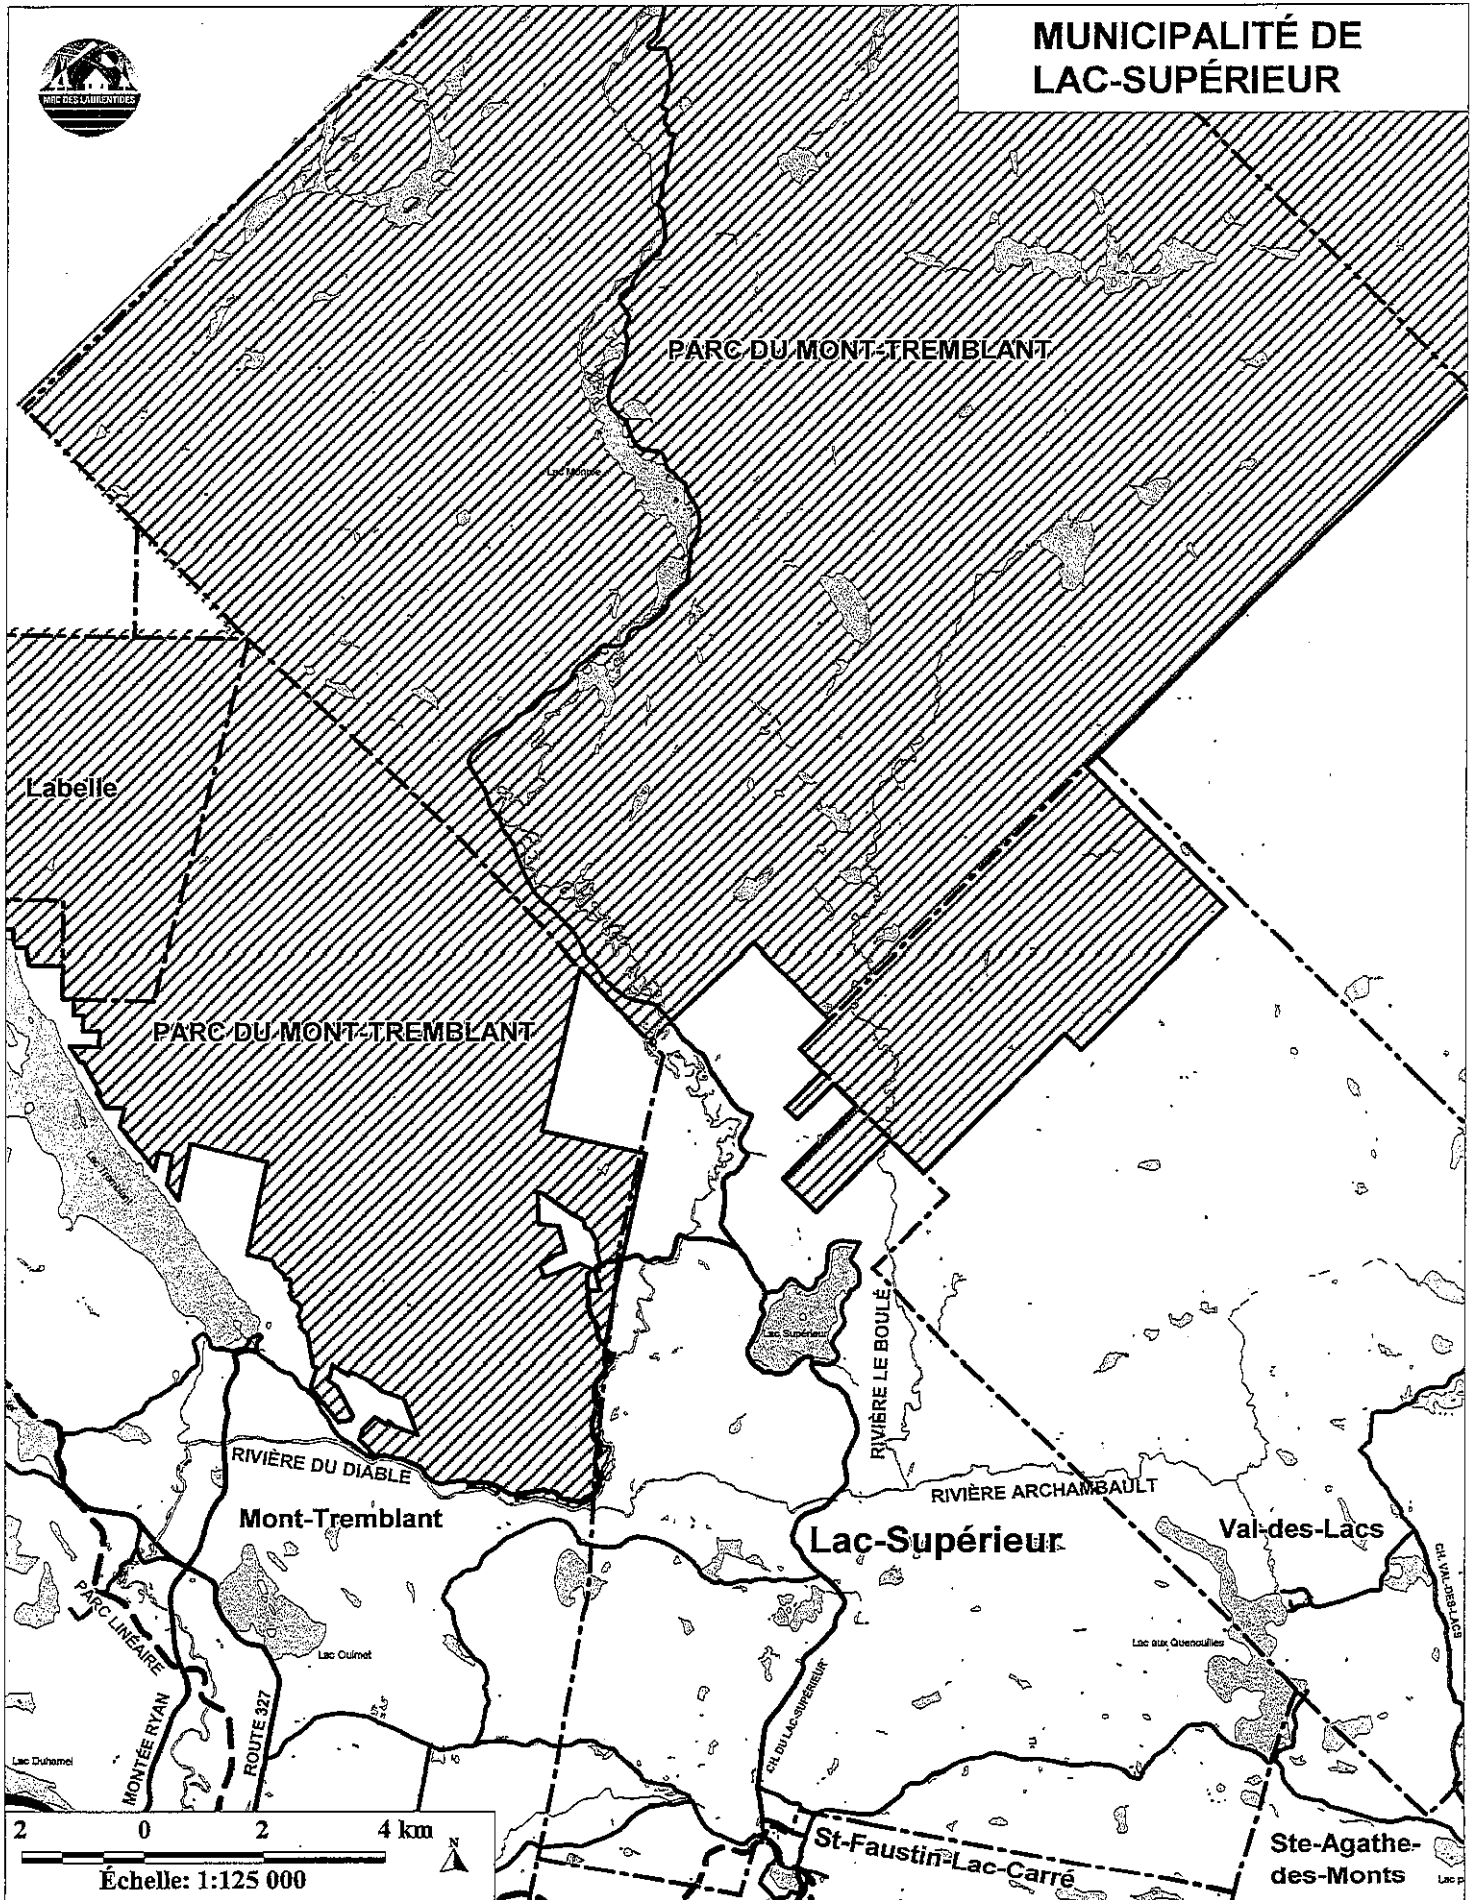 MUNICIPALITÉ DE
LAC-SUPÉRIEUR
MRC DES LAURENTIDES
PARC DU MONT-TREMBLANT
Lac Monroe
Labelle
PARC DU MONT-TREMBLANT
Lac Tremblant
Lac Supérieur
RIVIÈRE LE BOULÉ
RIVIÈRE DU DIABLE
RIVIÈRE ARCHAMBAULT
Mont-Tremblant
Lac-Supérieur
Val-des-Lacs
CH. VAL-DES-LACS
PARC LINÉAIRE
Lac Ouimet
Lac aux Quenouilles
CH. DU LAC-SUPÉRIEUR
MONTÉE RYAN
ROUTE 327
Lac Duhamel
2 0 2 4 km
N
Échelle: 1:125 000
St-Faustin-Lac-Carré
Ste-Agathe-
des-Monts